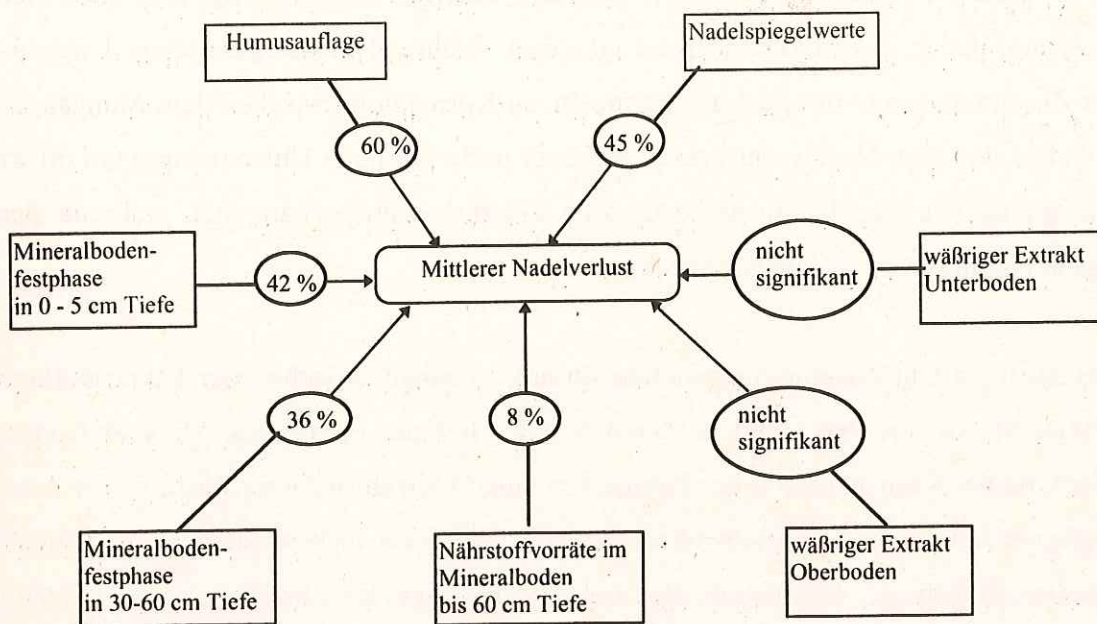 Humusauflage
Nadelspiegelwerte
60 %
45 %
Mineralboden-
festphase
in 0 - 5 cm Tiefe
42 %
Mittlerer Nadelverlust
nicht
signifikant
wäßriger Extrakt
Unterboden
36 %
8 %
nicht
signifikant
Mineralboden-
festphase
in 30-60 cm Tiefe
Nährstoffvorräte im
Mineralboden
bis 60 cm Tiefe
wäßriger Extrakt
Oberboden